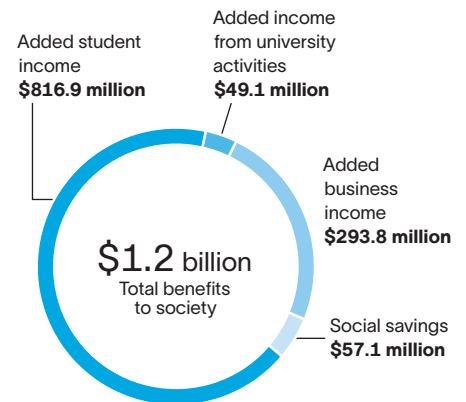 Added student
income
$816.9 million
Added income
from university
activities
$49.1 million
Added
business
income
$293.8 million
$1.2 billion
Total benefits
to society
Social savings
$57.1 million